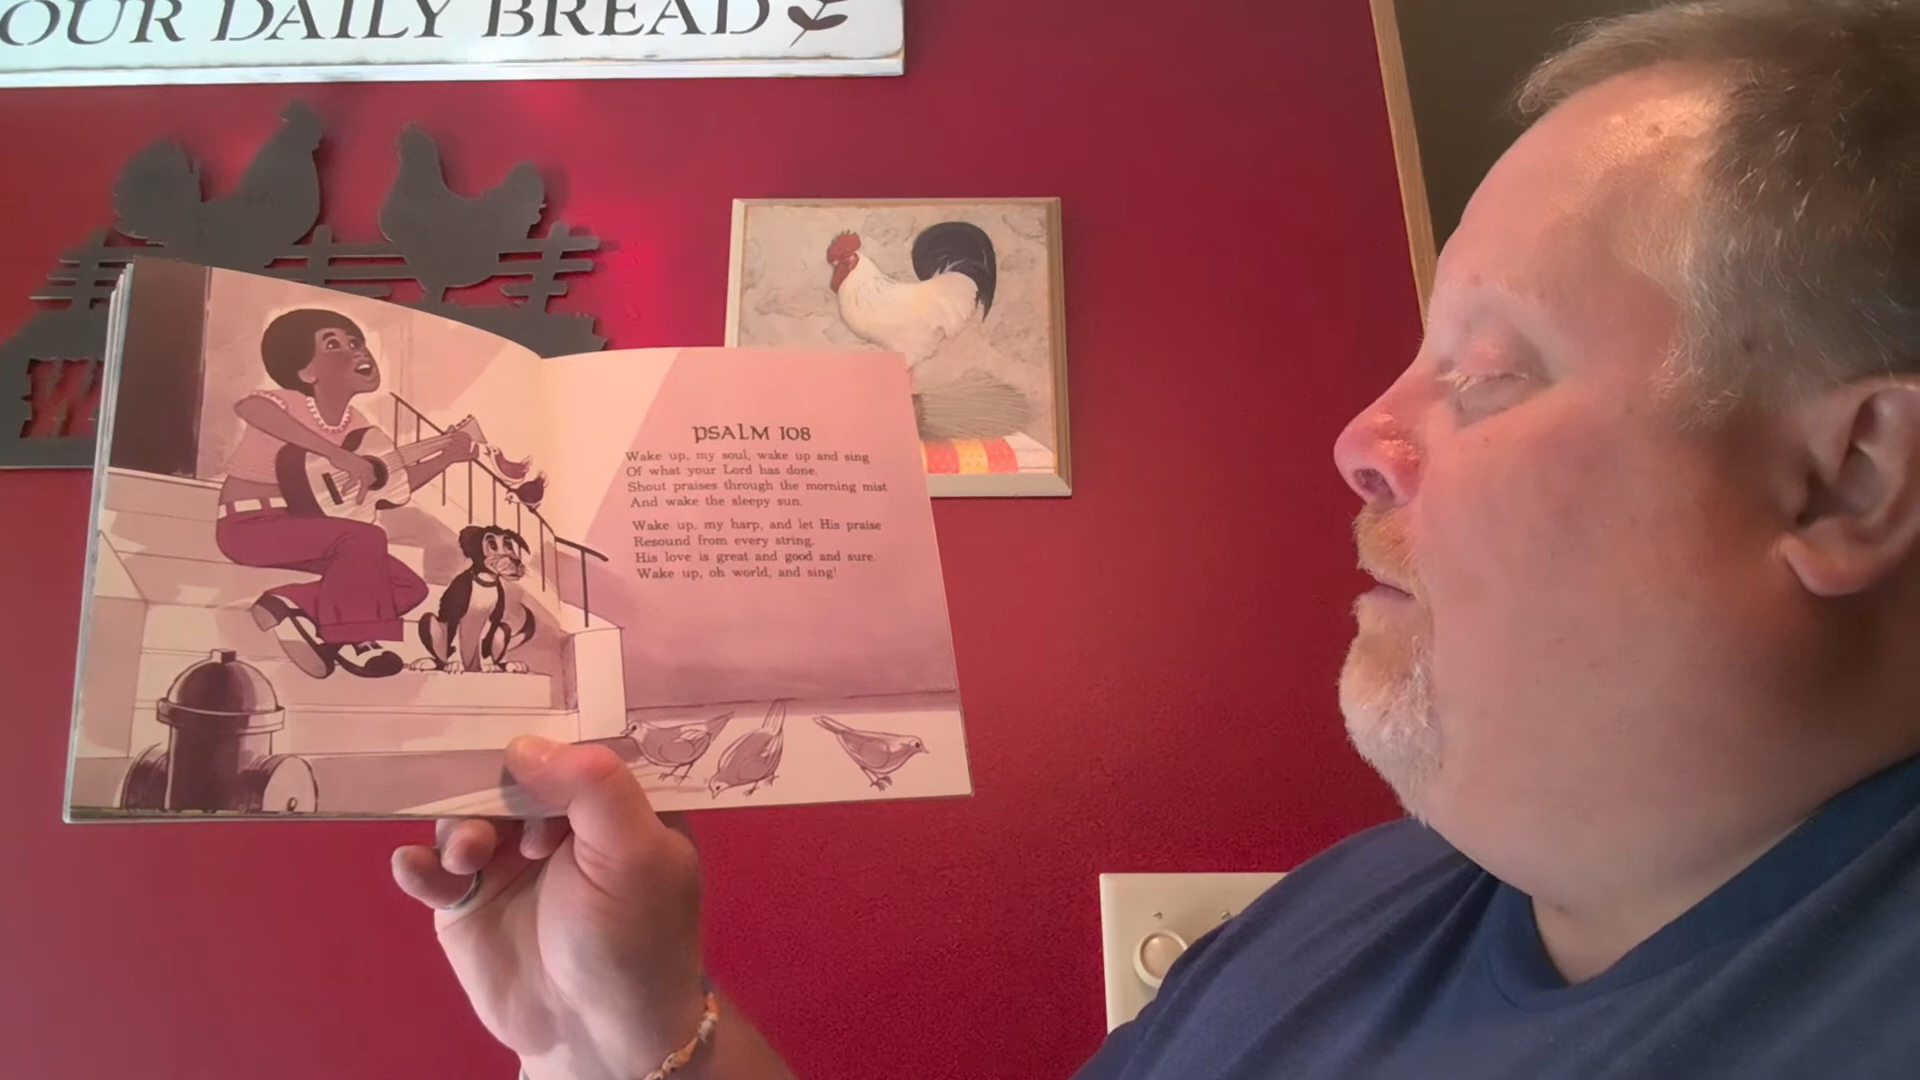 OUR DAILY BREAD
PSALM 108
Wake up, my soul, wake up and sing
Of what your Lord has done.
Shout praises through the morning mist
And wake the sleepy sun.
Wake up, my harp, and let His praise
Resound from every string.
His love is great and good and sure.
Wake up, oh world, and sing!